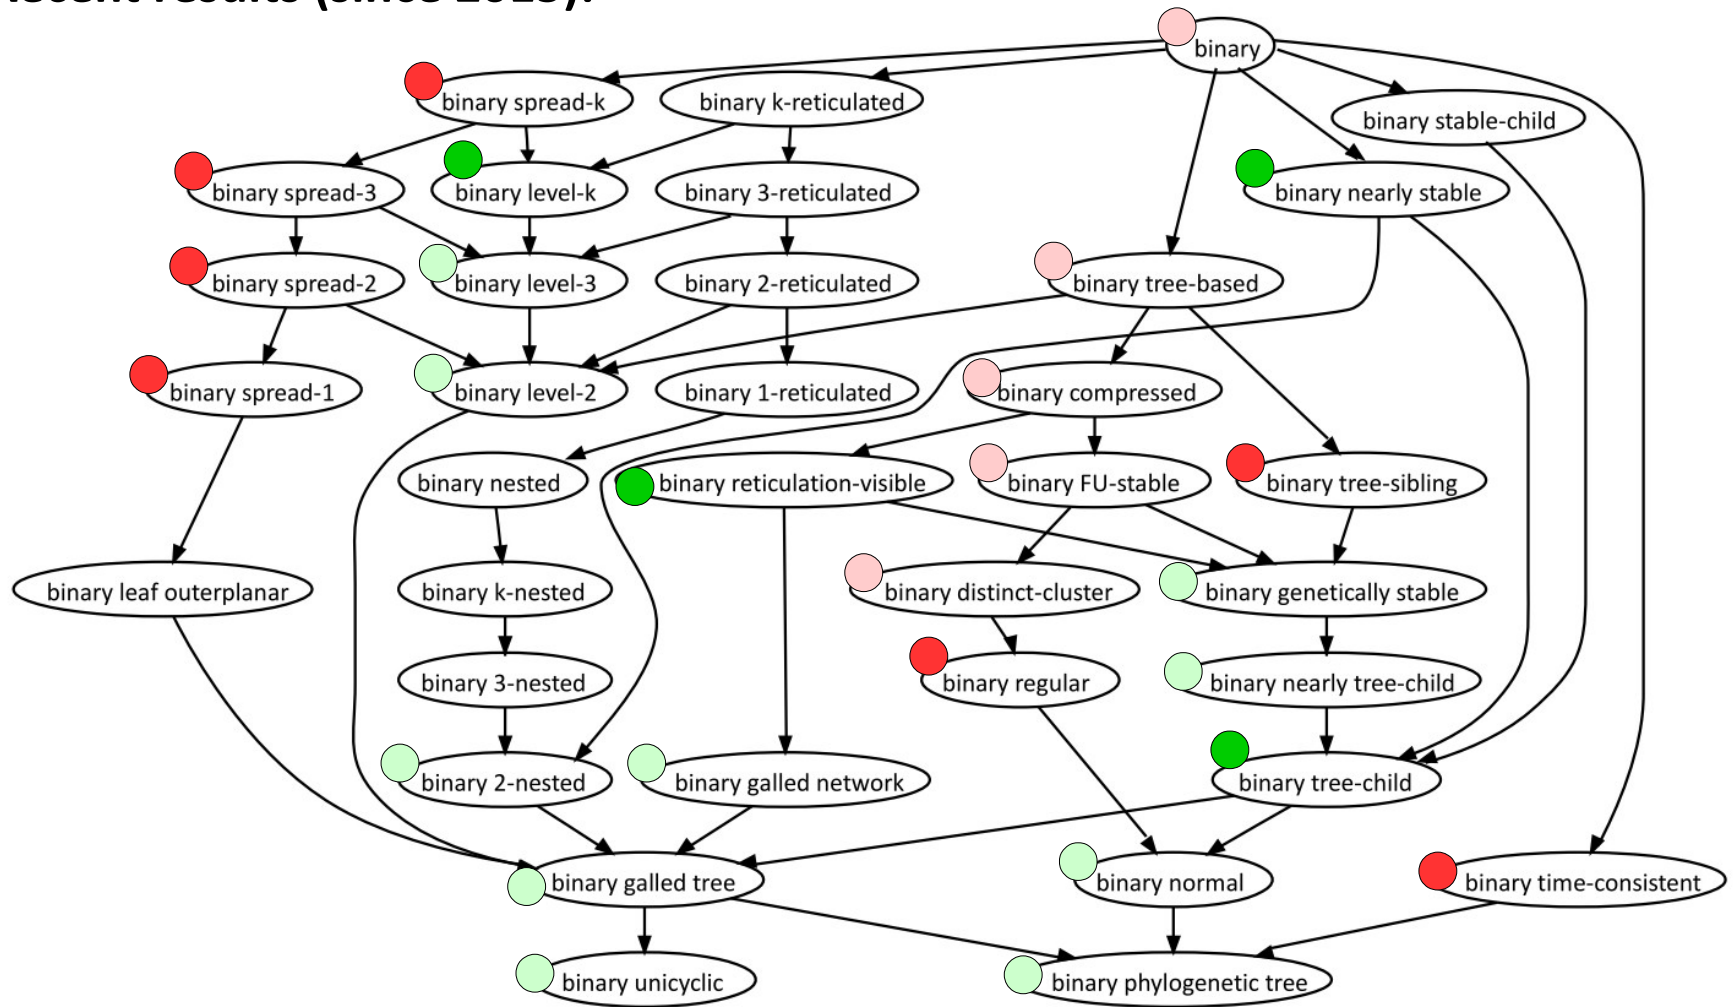 recent results (since 2015):
binary
binary spread-k
binary k-reticulated
binary stable-child
binary spread-3
binary level-k
binary 3-reticulated
binary nearly stable
binary spread-2
binary level-3
binary 2-reticulated
binary tree-based
binary spread-1
binary level-2
binary 1-reticulated
binary compressed
binary nested
binary reticulation-visible
binary FU-stable
binary tree-sibling
binary leaf outerplanar
binary k-nested
binary distinct-cluster
binary genetically stable
binary 3-nested
binary regular
binary nearly tree-child
binary 2-nested
binary galled network
binary tree-child
binary galled tree
binary normal
binary time-consistent
binary unicyclic
binary phylogenetic tree